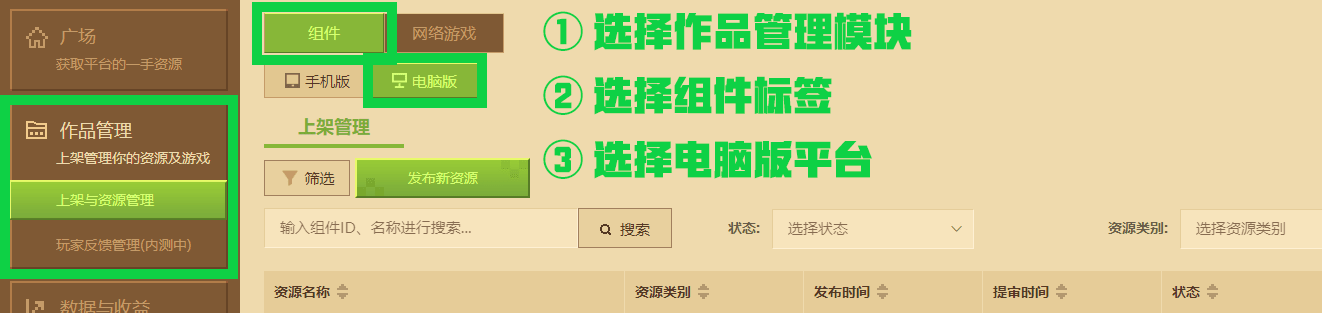 广场
获取平台的一手资源
作品管理
上架管理你的资源及游戏
上架与资源管理
玩家反馈管理(内测中)
数据与收益
组件 网络游戏
手机版 电脑版
上架管理
筛选 发布新资源
输入组件ID、名称进行搜索... 搜索 状态: 选择状态 资源类别: 选择资源类别
资源名称 资源类别 发布时间 提审时间 状态
① 选择作品管理模块
② 选择组件标签
③ 选择电脑版平台